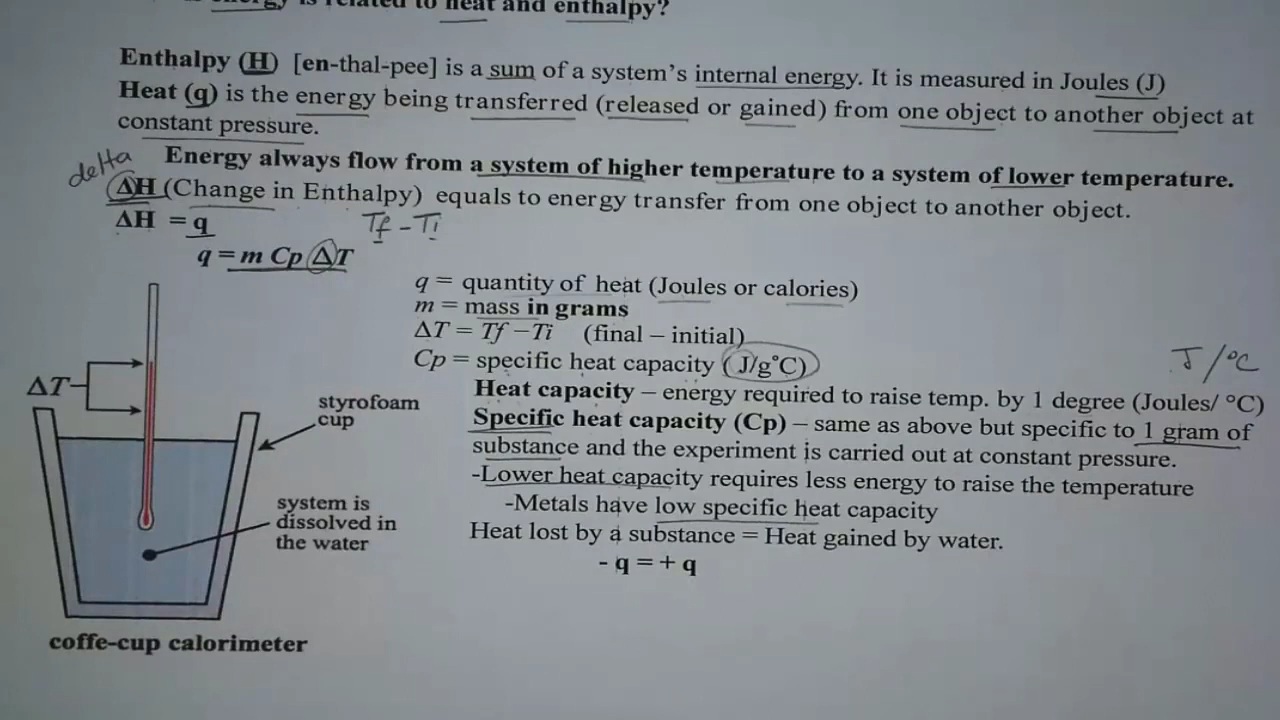 is related to heat and enthalpy?
Enthalpy (H) [en-thal-pee] is a sum of a system's internal energy. It is measured in Joules (J)
Heat (q) is the energy being transferred (released or gained) from one object to another object at
constant pressure.
delta
Energy always flow from a system of higher temperature to a system of lower temperature.
ΔH (Change in Enthalpy) equals to energy transfer from one object to another object.
ΔH = q
Tf - Ti
q = m Cp ΔT
q = quantity of heat (Joules or calories)
m = mass in grams
ΔT = Tf – Ti (final – initial)
Cp = specific heat capacity (J/g°C)
J/°C
Heat capacity – energy required to raise temp. by 1 degree (Joules/ °C)
Specific heat capacity (Cp) – same as above but specific to 1 gram of
substance and the experiment is carried out at constant pressure.
-Lower heat capacity requires less energy to raise the temperature
-Metals have low specific heat capacity
Heat lost by a substance = Heat gained by water.
- q = + q
ΔT
styrofoam
cup
system is
dissolved in
the water
coffe-cup calorimeter